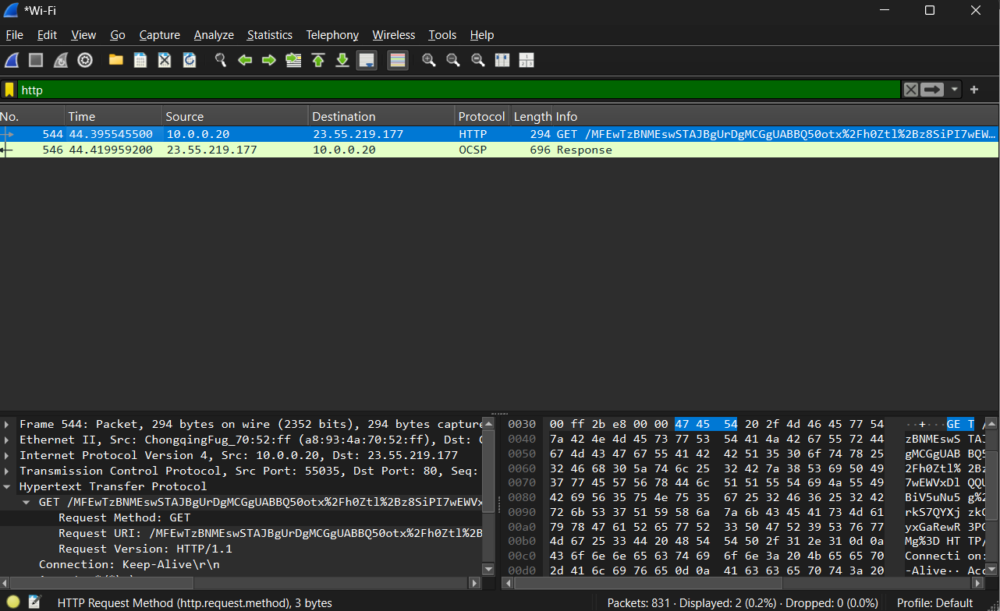 *Wi-Fi
File Edit View Go Capture Analyze Statistics Telephony Wireless Tools Help
http
No. Time Source Destination Protocol Length Info
544 44.395545500 10.0.0.20 23.55.219.177 HTTP 294 GET /MFEwTzBNMEswSTAJBgUrDgMCGgUABBQ50otx%2Fh0Ztl%2Bz8SiPI7wEW…
546 44.419959200 23.55.219.177 10.0.0.20 OCSP 696 Response
Frame 544: Packet, 294 bytes on wire (2352 bits), 294 bytes capture
Ethernet II, Src: ChongqingFug_70:52:ff (a8:93:4a:70:52:ff), Dst:
Internet Protocol Version 4, Src: 10.0.0.20, Dst: 23.55.219.177
Transmission Control Protocol, Src Port: 55035, Dst Port: 80, Seq:
Hypertext Transfer Protocol
GET /MFEwTzBNMEswSTAJBgUrDgMCGgUABBQ50otx%2Fh0Ztl%2Bz8SiPI7wEWVx
Request Method: GET
Request URI: /MFEwTzBNMEswSTAJBgUrDgMCGgUABBQ50otx%2Fh0Ztl%2B
Request Version: HTTP/1.1
Connection: Keep-Alive\r\n
0030 00 ff 2b e8 00 00 47 45 54 20 2f 4d 46 45 77 54 ··+···GE T /
0040 7a 42 4e 4d 45 73 77 53 54 41 4a 42 67 55 72 44 zBNMEswS TAJ
0050 67 4d 43 47 67 55 41 42 42 51 35 30 6f 74 78 25 gMCGgUAB BQ5
0060 32 46 68 30 5a 74 6c 25 32 42 7a 38 53 69 50 49 2Fh0Ztl% 2Bz
0070 37 77 45 57 56 78 44 6c 51 51 55 54 69 4a 55 49 7wEWVxDl QQU
0080 42 69 56 35 75 4e 75 35 67 25 32 46 36 25 32 42 BiV5uNu5 g%2
0090 72 6b 53 37 51 59 58 6a 7a 6b 43 45 41 73 4d 61 rkS7QYXj zkC
00a0 79 78 47 61 52 65 77 52 33 50 47 52 39 53 76 77 yxGaRewR 3PG
00b0 4d 67 25 33 44 20 48 54 54 50 2f 31 2e 31 0d 0a Mg%3D HT TP/
00c0 43 6f 6e 6e 65 63 74 69 6f 6e 3a 20 4b 65 65 70 Connecti on:
00d0 2d 41 6c 69 76 65 0d 0a 41 63 63 65 70 74 3a 20 -Alive·· Acc
HTTP Request Method (http.request.method), 3 bytes Packets: 831 · Displayed: 2 (0.2%) · Dropped: 0 (0.0%) Profile: Default